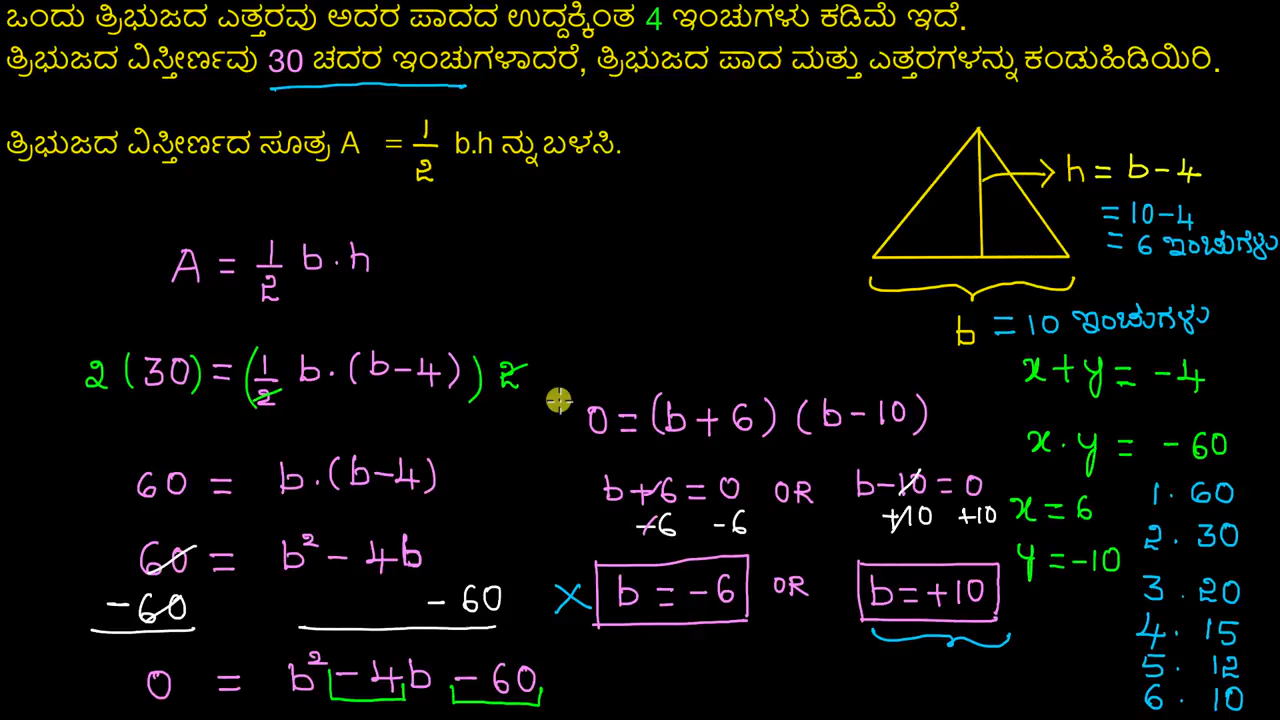 ಒಂದು ತ್ರಿಭುಜದ ಎತ್ತರವು ಅದರ ಪಾದದ ಉದ್ದಕ್ಕಿಂತ 4 ಇಂಚುಗಳು ಕಡಿಮೆ ಇದೆ.
ತ್ರಿಭುಜದ ವಿಸ್ತೀರ್ಣವು 30 ಚದರ ಇಂಚುಗಳಾದರೆ, ತ್ರಿಭುಜದ ಪಾದ ಮತ್ತು ಎತ್ತರಗಳನ್ನು ಕಂಡುಹಿಡಿಯಿರಿ.
ತ್ರಿಭುಜದ ವಿಸ್ತೀರ್ಣದ ಸೂತ್ರ A = 1/2 b.h ನ್ನು ಬಳಸಿ.
h = b - 4
= 10 - 4
= 6 ಇಂಚುಗಳು
b = 10 ಇಂಚುಗಳು
A = 1/2 b . h
2 (30) = (1/2 b . (b - 4)) 2
60 = b . (b - 4)
60 = b² - 4b
- 60 - 60
0 = b² - 4b - 60
0 = (b + 6) (b - 10)
b + 6 = 0 OR b - 10 = 0
-6 -6 +10 +10
b = -6 OR b = +10
x + y = -4
x . y = -60
x = 6
y = -10
1 . 60
2 . 30
3 . 20
4 . 15
5 . 12
6 . 10